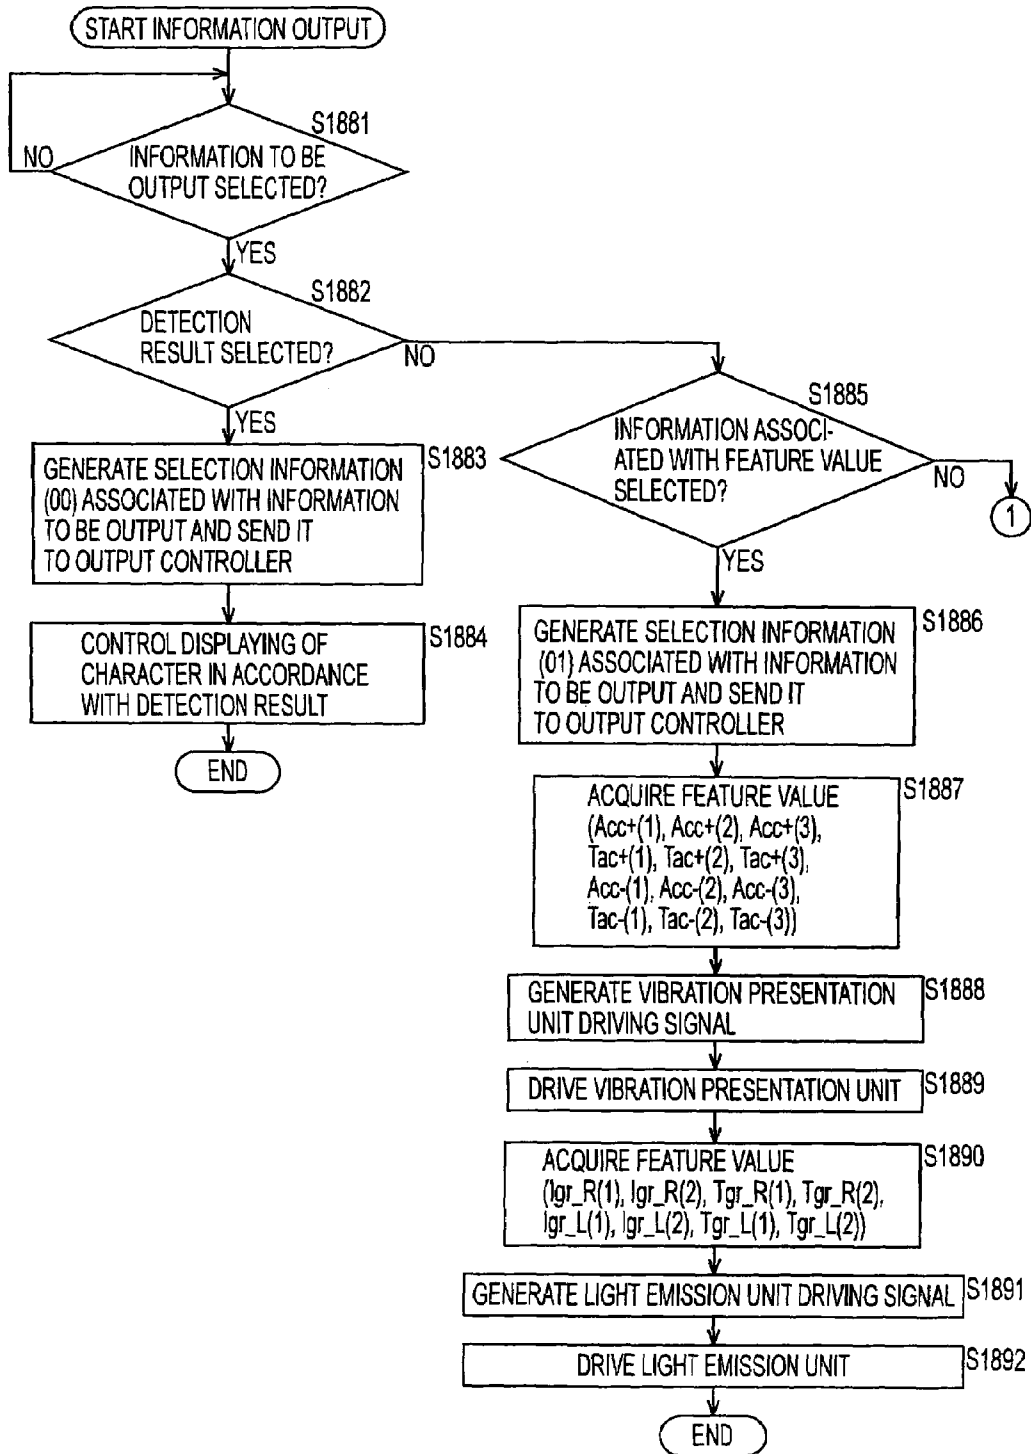 START INFORMATION OUTPUT
S1881
NO
INFORMATION TO BE
OUTPUT SELECTED?
YES
S1882
DETECTION
RESULT SELECTED?
NO
YES
S1883
GENERATE SELECTION INFORMATION
(00) ASSOCIATED WITH INFORMATION
TO BE OUTPUT AND SEND IT
TO OUTPUT CONTROLLER
S1884
CONTROL DISPLAYING OF
CHARACTER IN ACCORDANCE
WITH DETECTION RESULT
END
S1885
INFORMATION ASSOCI-
ATED WITH FEATURE VALUE
SELECTED?
NO
1
YES
S1886
GENERATE SELECTION INFORMATION
(01) ASSOCIATED WITH INFORMATION
TO BE OUTPUT AND SEND IT
TO OUTPUT CONTROLLER
S1887
ACQUIRE FEATURE VALUE
(Acc+(1), Acc+(2), Acc+(3),
Tac+(1), Tac+(2), Tac+(3),
Acc-(1), Acc-(2), Acc-(3),
Tac-(1), Tac-(2), Tac-(3))
S1888
GENERATE VIBRATION PRESENTATION
UNIT DRIVING SIGNAL
S1889
DRIVE VIBRATION PRESENTATION UNIT
S1890
ACQUIRE FEATURE VALUE
(Igr_R(1), Igr_R(2), Tgr_R(1), Tgr_R(2),
Igr_L(1), Igr_L(2), Tgr_L(1), Tgr_L(2))
S1891
GENERATE LIGHT EMISSION UNIT DRIVING SIGNAL
S1892
DRIVE LIGHT EMISSION UNIT
END